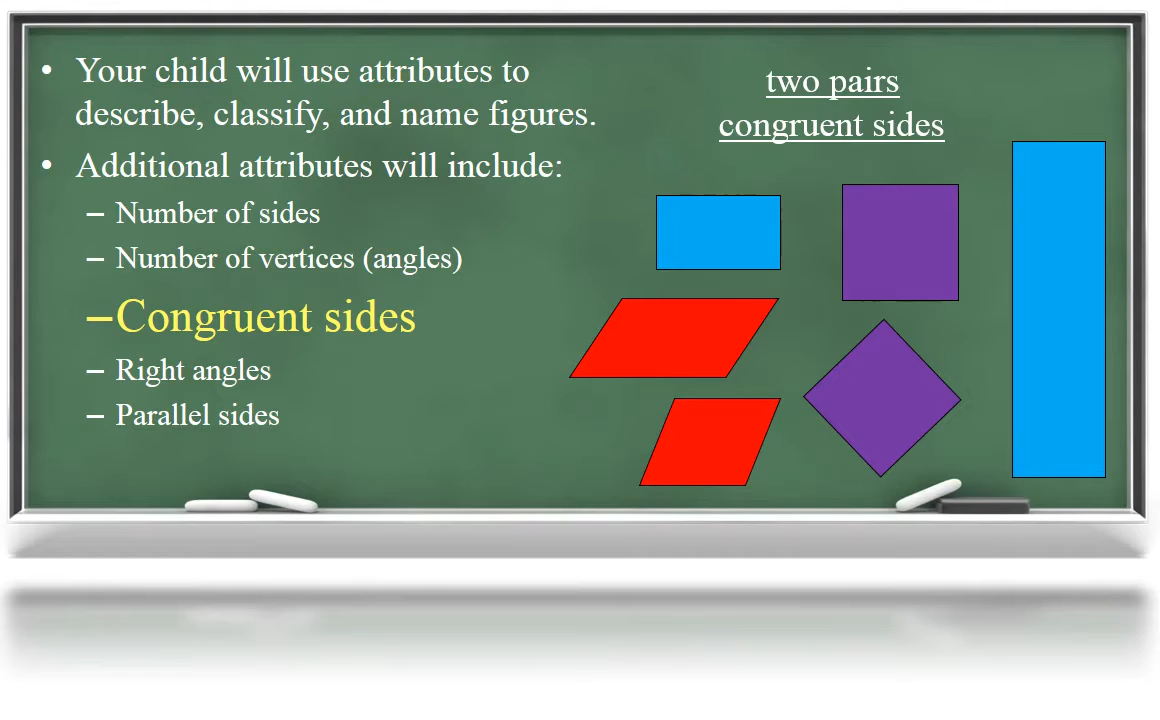 • Your child will use attributes to
describe, classify, and name figures.
• Additional attributes will include:
– Number of sides
– Number of vertices (angles)
–Congruent sides
– Right angles
– Parallel sides
two pairs
congruent sides